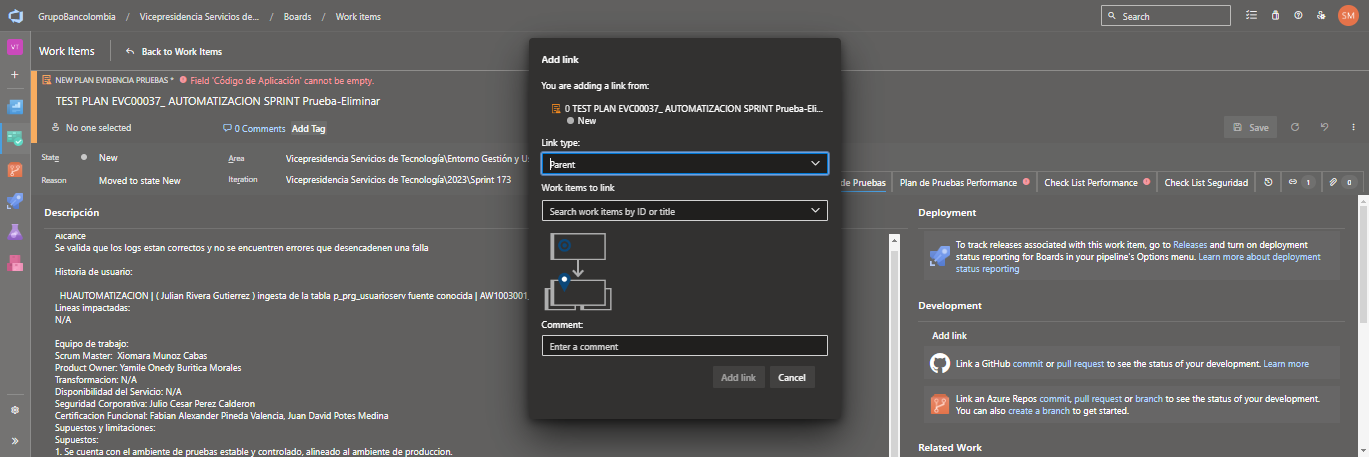 GrupoBancolombia / Vicepresidencia Servicios de... / Boards / Work items
Search
SM
VT
Work Items
Back to Work Items
NEW PLAN EVIDENCIA PRUEBAS * Field 'Código de Aplicación' cannot be empty.
TEST PLAN EVC00037_ AUTOMATIZACION SPRINT Prueba-Eliminar
No one selected
0 Comments
Add Tag
Save
State
New
Area
Vicepresidencia Servicios de Tecnología\Entorno Gestión y Us
Reason
Moved to state New
Iteration
Vicepresidencia Servicios de Tecnología\2023\Sprint 173
de Pruebas
Plan de Pruebas Performance
Check List Performance
Check List Seguridad
1
0
Descripción
Alcance
Se valida que los logs estan correctos y no se encuentren errores que desencadenen una falla
Historia de usuario:
HUAUTOMATIZACION | ( Julian Rivera Gutierrez ) ingesta de la tabla p_prg_usuarioserv fuente conocida | AW1003001_
Lineas impactadas:
N/A
Equipo de trabajo:
Scrum Master: Xiomara Munoz Cabas
Product Owner: Yamile Onedy Buritica Morales
Transformacion: N/A
Disponibilidad del Servicio: N/A
Seguridad Corporativa: Julio Cesar Perez Calderon
Certificacion Funcional: Fabian Alexander Pineda Valencia, Juan David Potes Medina
Supuestos y limitaciones:
Supuestos:
1. Se cuenta con el ambiente de pruebas estable y controlado, alineado al ambiente de produccion.
Add link
You are adding a link from:
0 TEST PLAN EVC00037_ AUTOMATIZACION SPRINT Prueba-Eli...
New
Link type:
Parent
Work items to link
Search work items by ID or title
Comment:
Enter a comment
Add link
Cancel
Deployment
To track releases associated with this work item, go to Releases and turn on deployment
status reporting for Boards in your pipeline's Options menu. Learn more about deployment
status reporting
Development
Add link
Link a GitHub commit or pull request to see the status of your development. Learn more
Link an Azure Repos commit, pull request or branch to see the status of your development.
You can also create a branch to get started.
Related Work